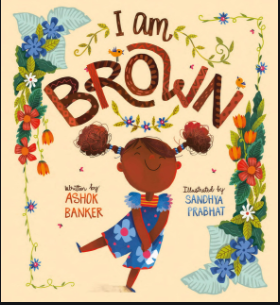 I am
BROWN
Written by
ASHOK
BANKER
Illustrated by
SANDHYA
PRABHAT